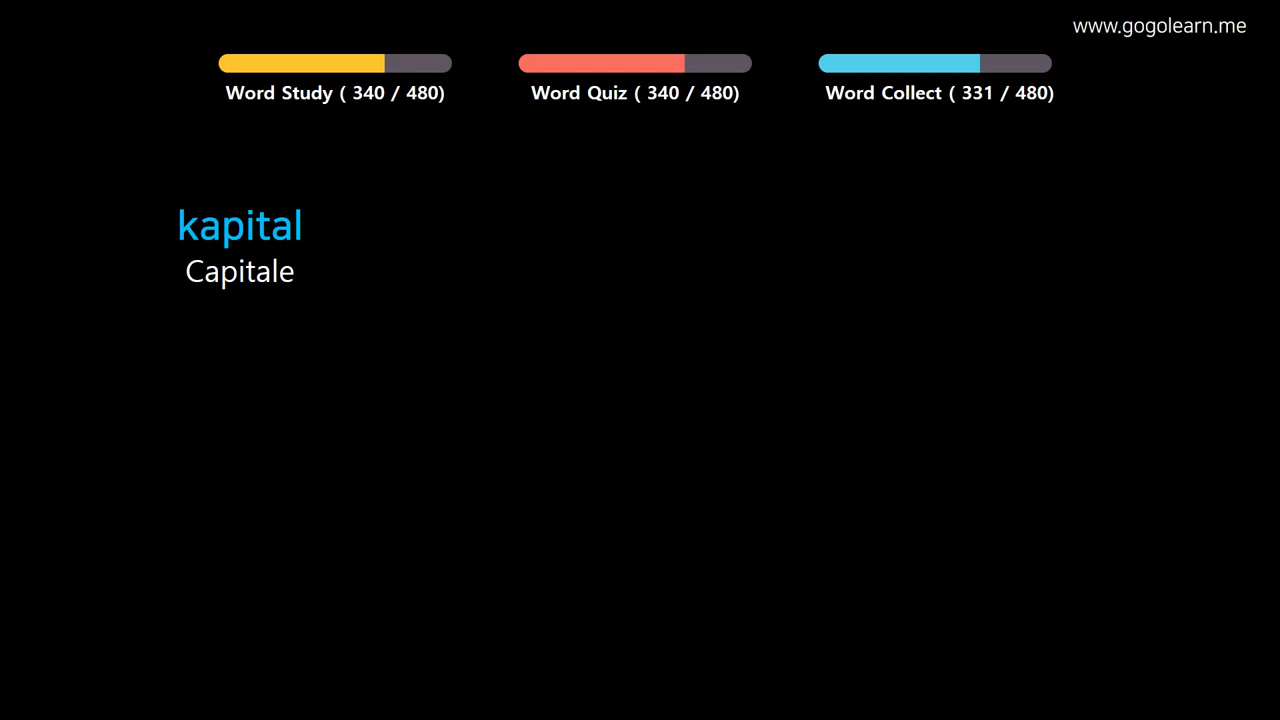 www.gogolearn.me
Word Study ( 340 / 480)
Word Quiz ( 340 / 480)
Word Collect ( 331 / 480)
kapital
Capitale